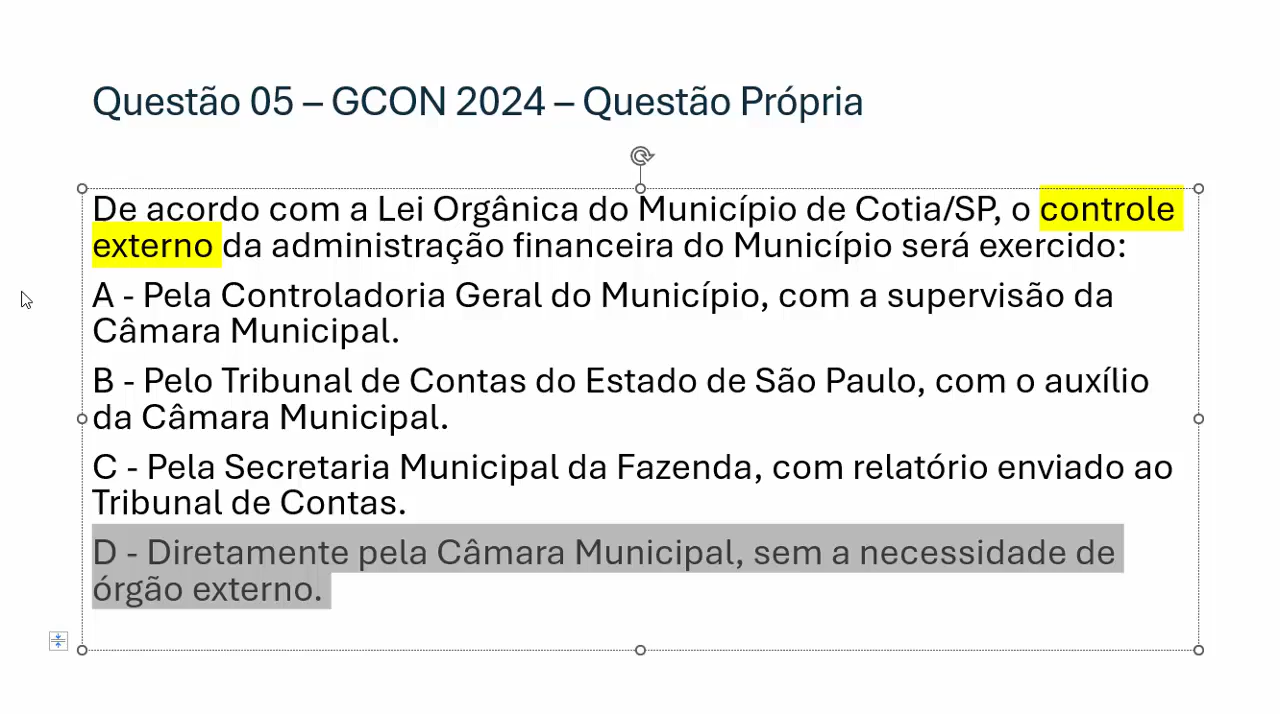 Questão 05 – GCON 2024 – Questão Própria
De acordo com a Lei Orgânica do Município de Cotia/SP, o controle
externo da administração financeira do Município será exercido:
A - Pela Controladoria Geral do Município, com a supervisão da
Câmara Municipal.
B - Pelo Tribunal de Contas do Estado de São Paulo, com o auxílio
da Câmara Municipal.
C - Pela Secretaria Municipal da Fazenda, com relatório enviado ao
Tribunal de Contas.
D - Diretamente pela Câmara Municipal, sem a necessidade de
órgão externo.